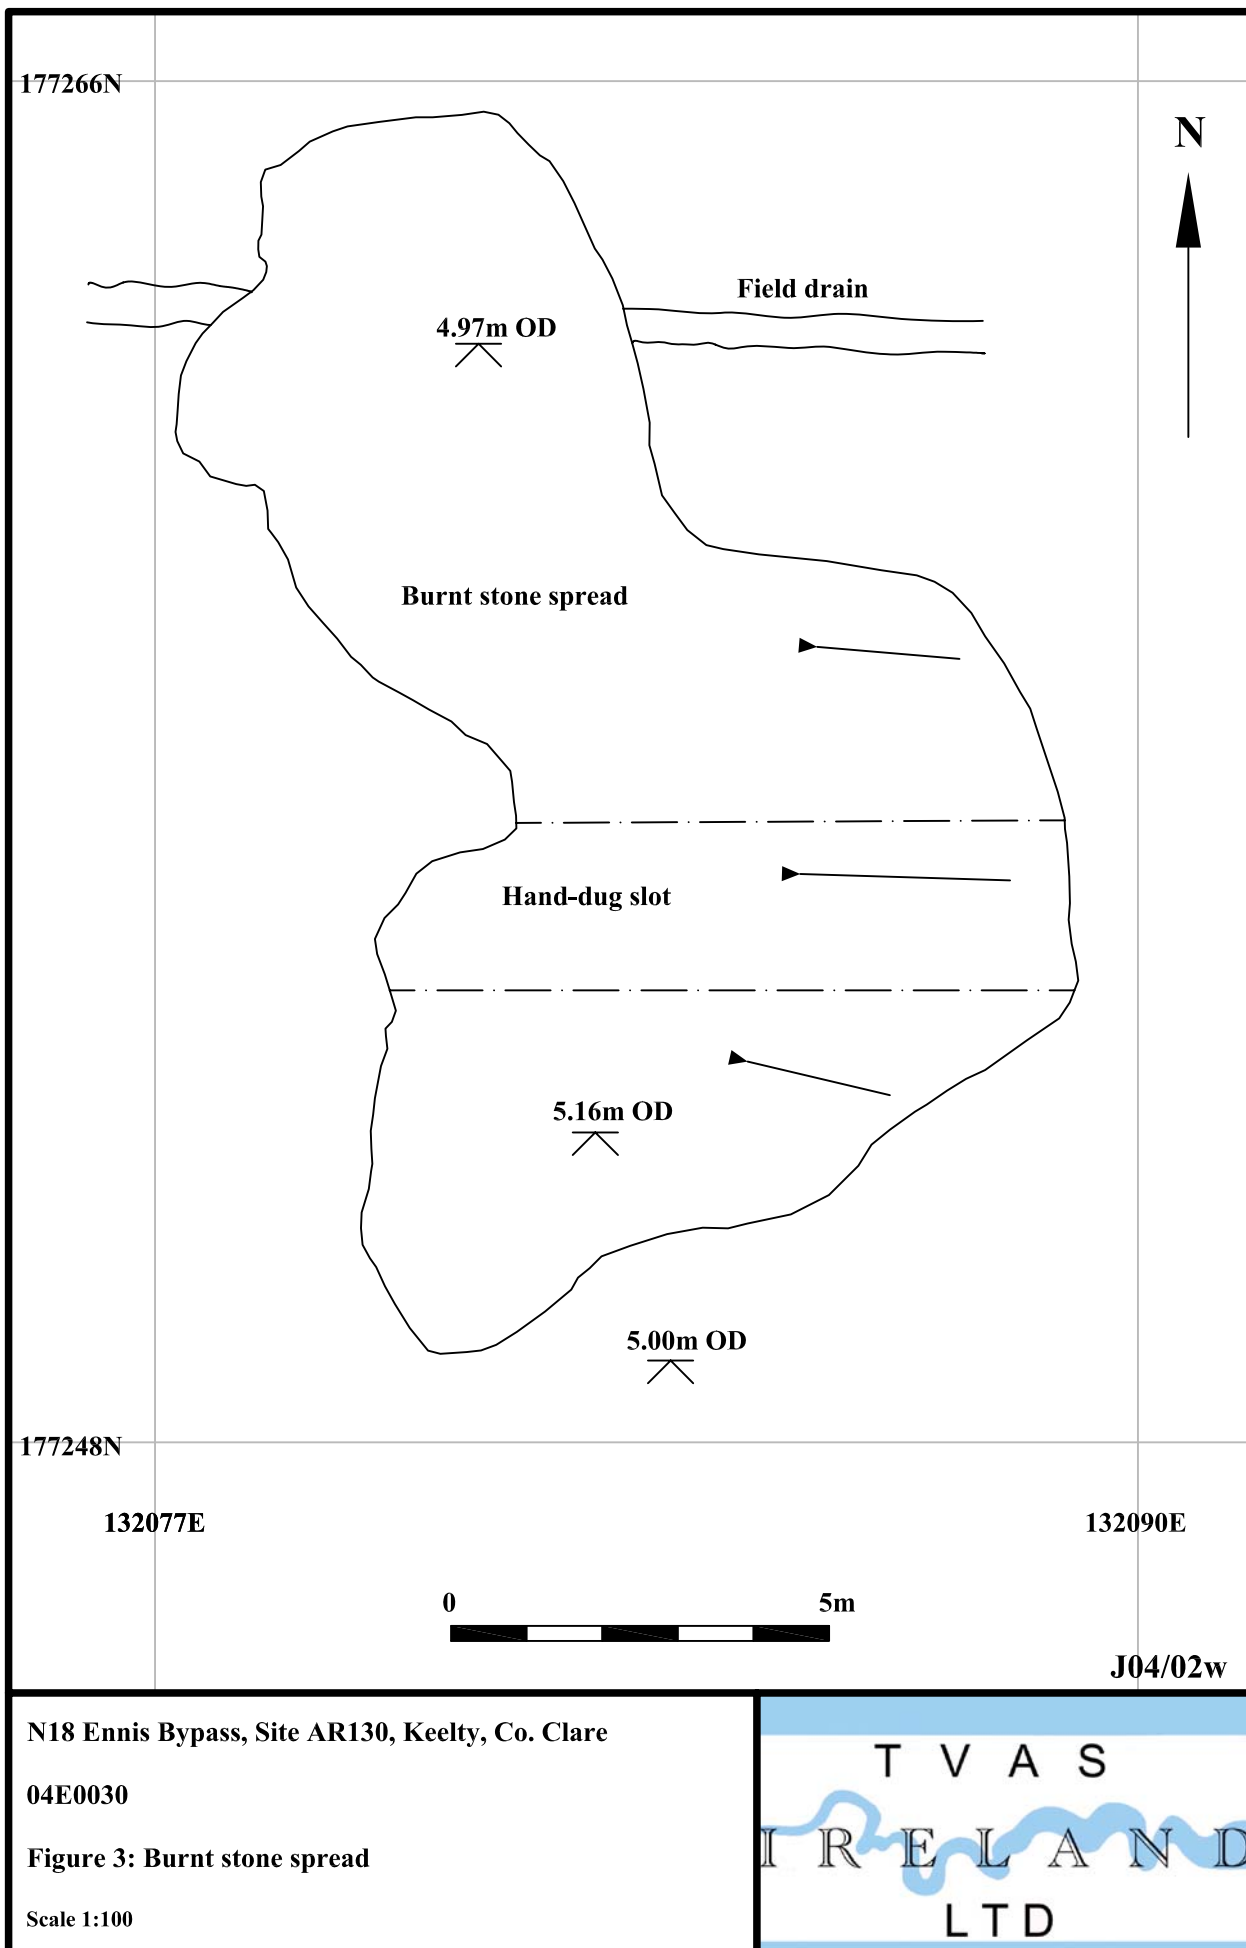 177266N
N
Field drain
4.97m OD
Burnt stone spread
Hand-dug slot
5.16m OD
5.00m OD
177248N
132077E
132090E
0
5m
J04/02w
N18 Ennis Bypass, Site AR130, Keelty, Co. Clare
04E0030
Figure 3: Burnt stone spread
Scale 1:100
T V A S
I R E L A N D
L T D